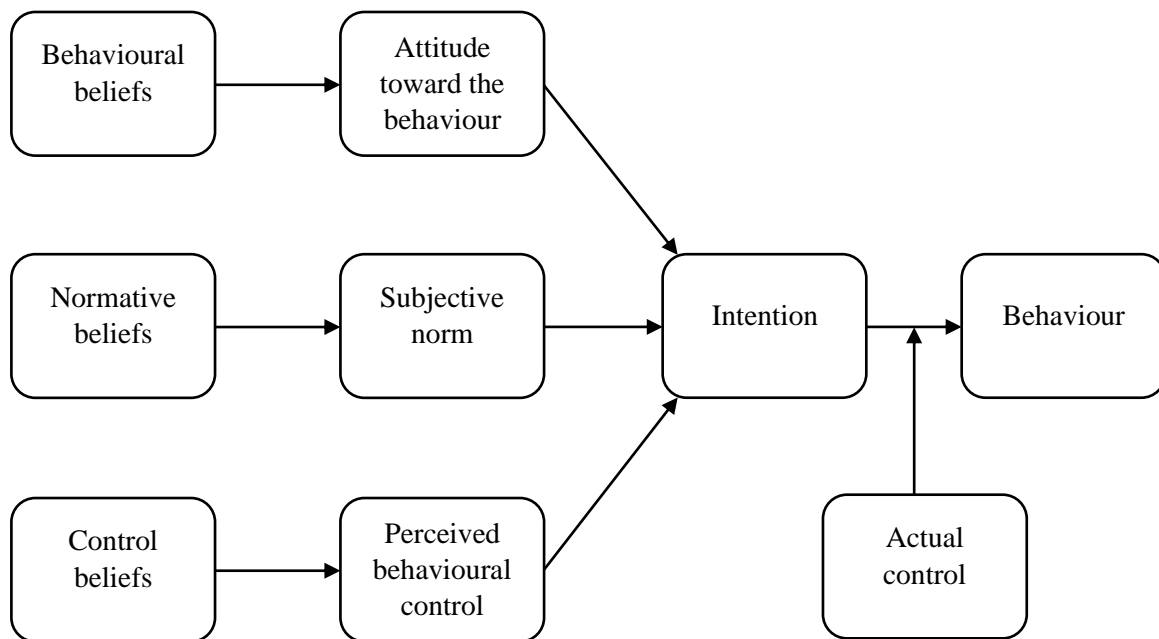 Behavioural
beliefs
Attitude
toward the
behaviour
Normative
beliefs
Subjective
norm
Intention
Behaviour
Control
beliefs
Perceived
behavioural
control
Actual
control